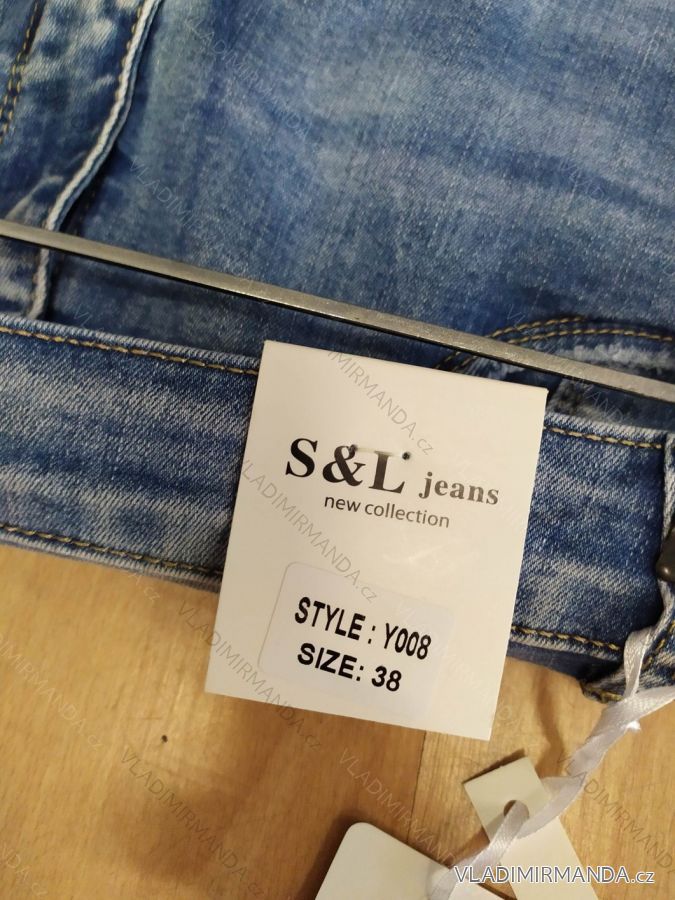 S&L jeans
new collection
STYLE : Y008
SIZE: 38
VLADIMIRMANDA.cz